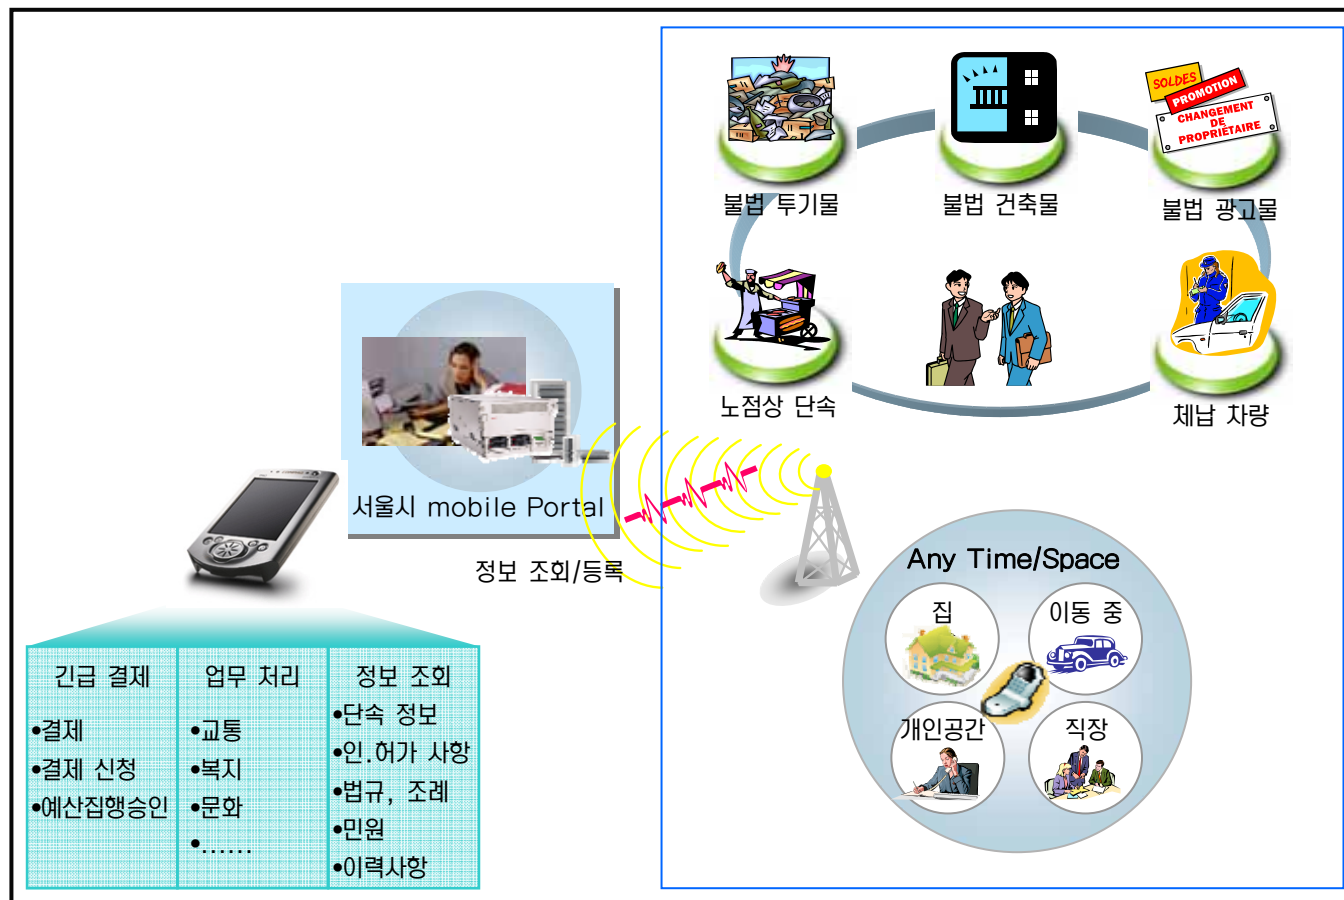 SOLDES
PROMOTION
CHANGEMENT
DE
PROPRIÉTAIRE
불법 투기물
불법 건축물
불법 광고물
노점상 단속
체납 차량
서울시 mobile Portal
정보 조회/등록
Any Time/Space
집
이동 중
개인공간
직장
긴급 결제
•결제
•결제 신청
•예산집행승인
업무 처리
•교통
•복지
•문화
•......
정보 조회
•단속 정보
•인.허가 사항
•법규, 조례
•민원
•이력사항